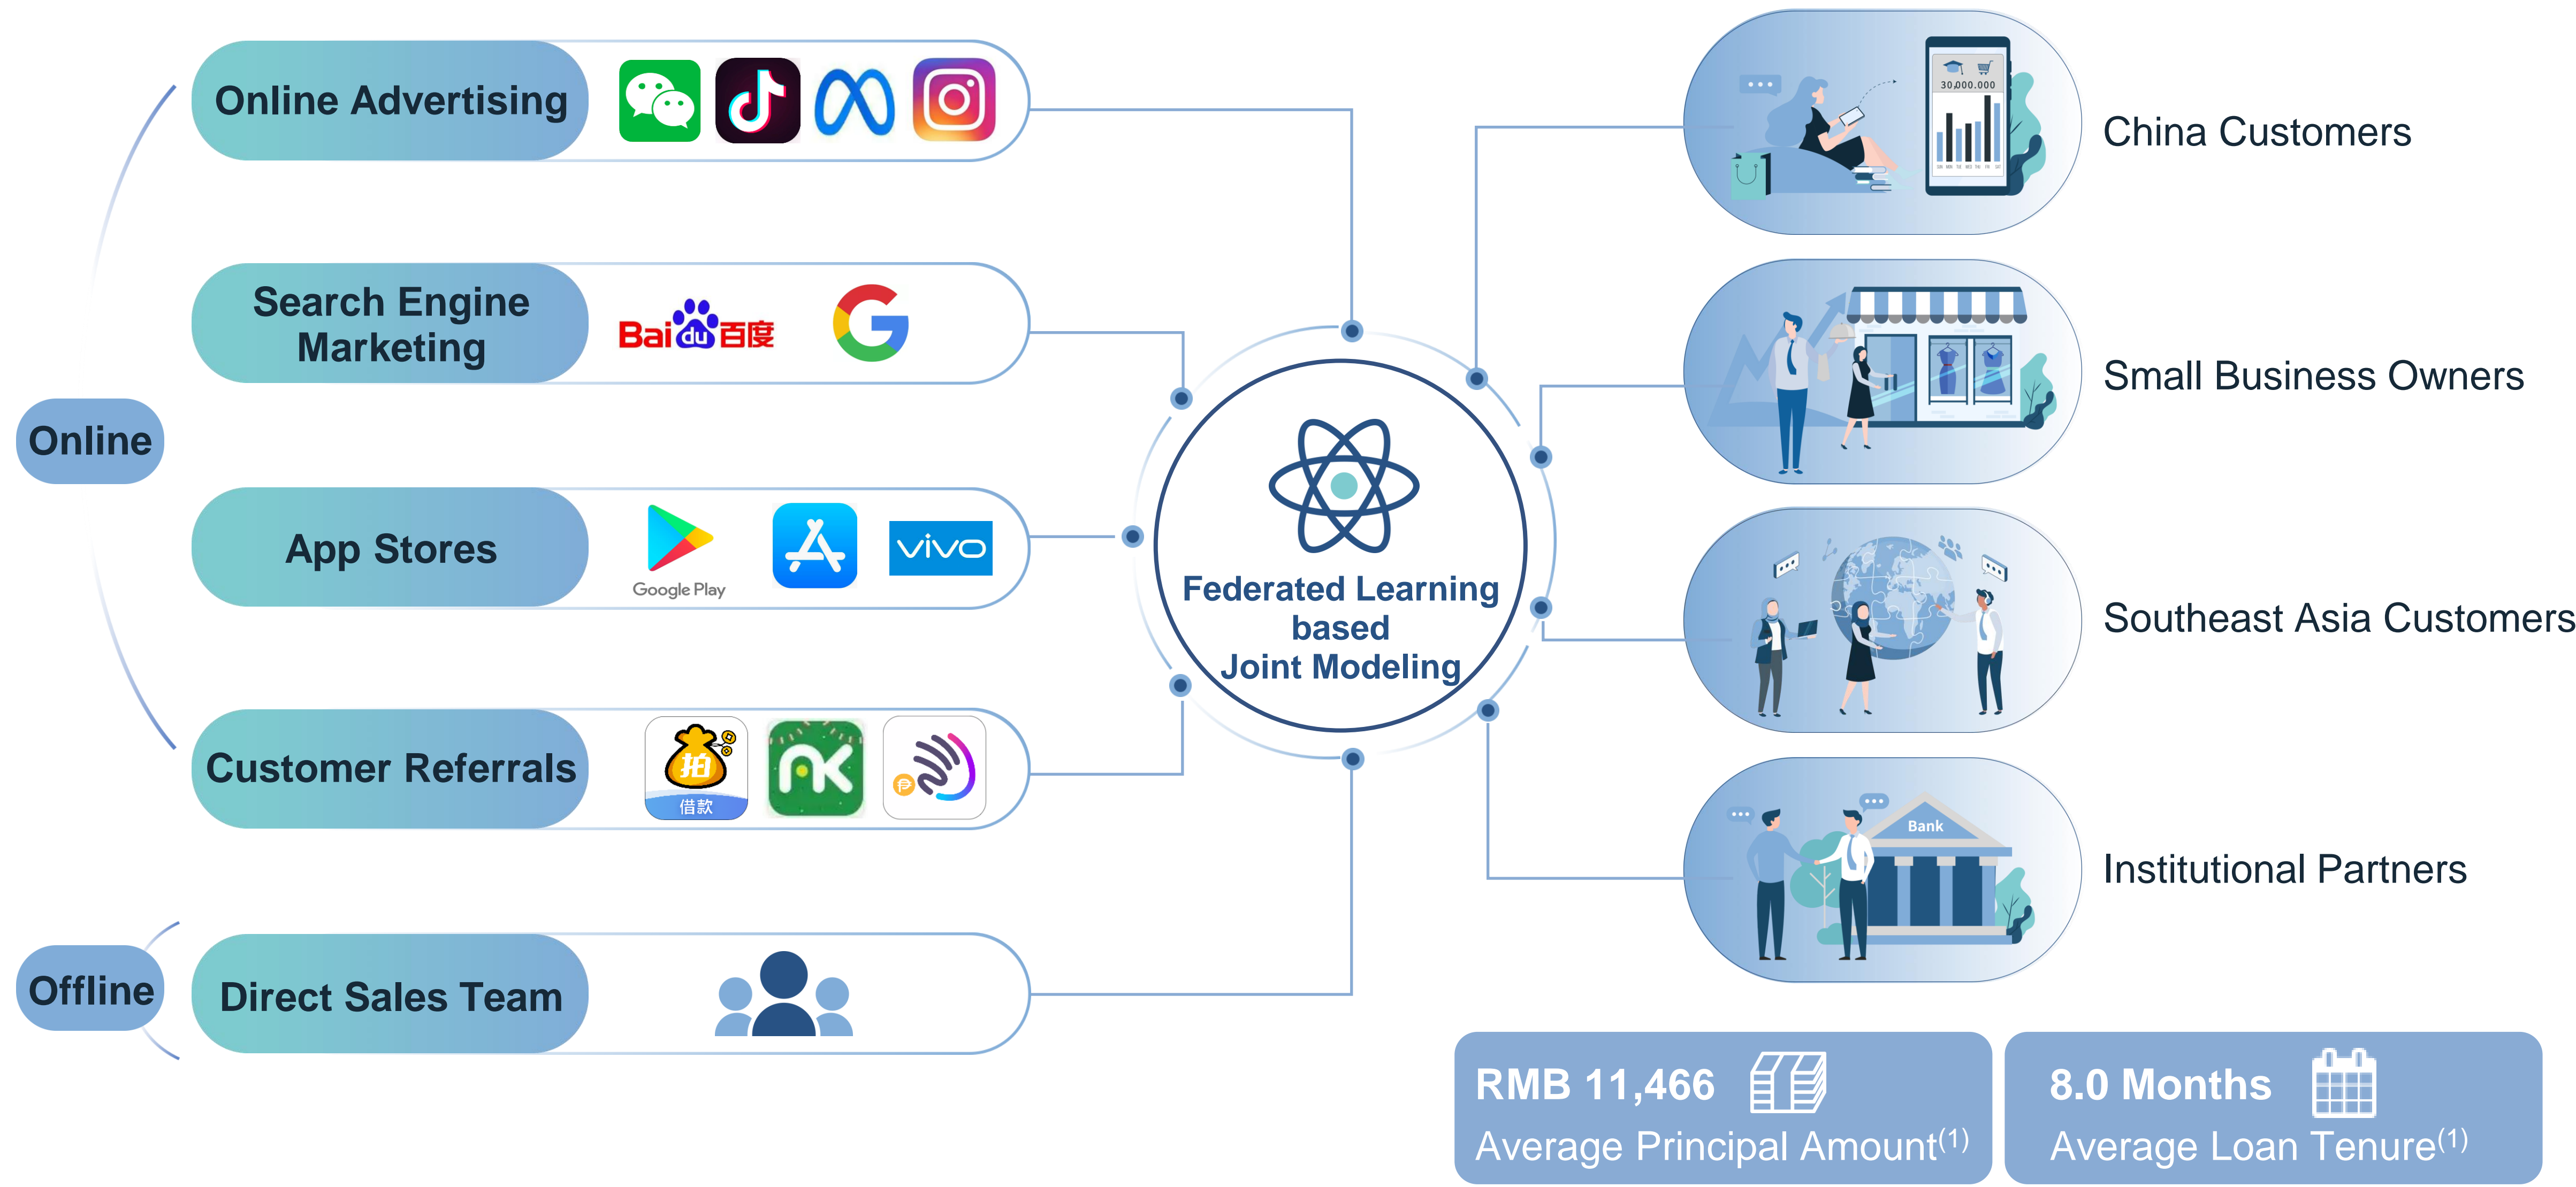 Online
Online Advertising
Search Engine
Marketing
Bai du 百度
App Stores
Google Play
vivo
Customer Referrals
拍
借款
Offline
Direct Sales Team
Federated Learning
based
Joint Modeling
30,000.000
China Customers
Small Business Owners
Southeast Asia Customers
Bank
Institutional Partners
RMB 11,466
Average Principal Amount(1)
8.0 Months
Average Loan Tenure(1)